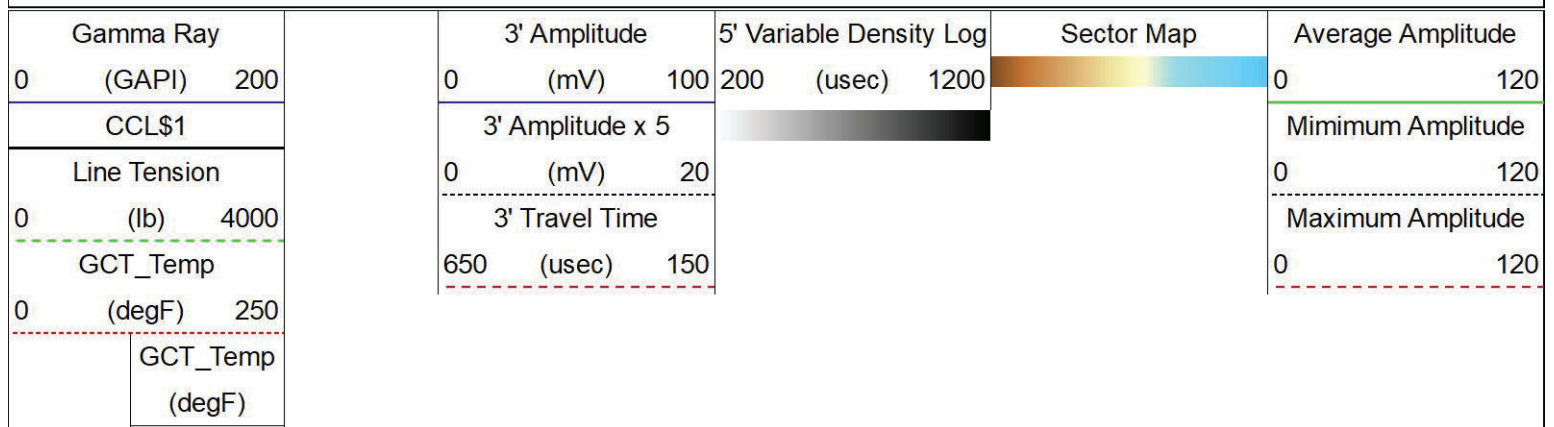 Gamma Ray
0 (GAPI) 200
CCL$1
Line Tension
0 (lb) 4000
GCT_Temp
0 (degF) 250
GCT_Temp
(degF)
3' Amplitude
0 (mV) 100
3' Amplitude x 5
0 (mV) 20
3' Travel Time
650 (usec) 150
5' Variable Density Log
200 (usec) 1200
Sector Map
Average Amplitude
0 120
Mimimum Amplitude
0 120
Maximum Amplitude
0 120